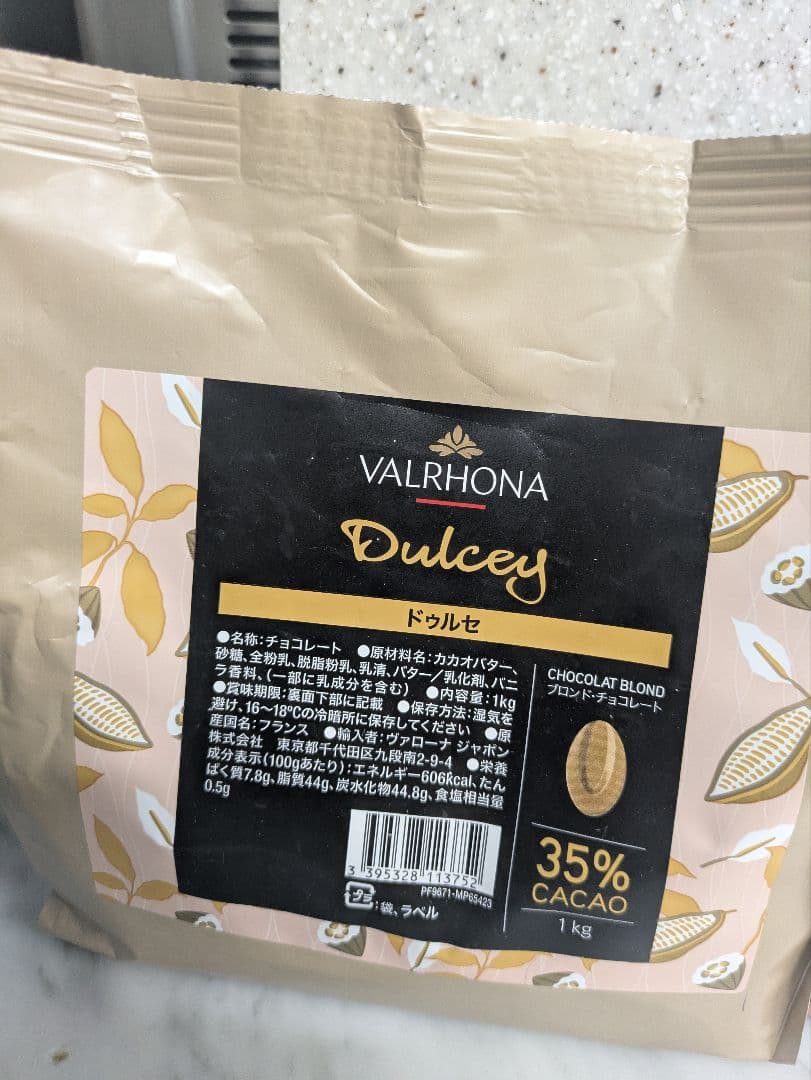 VALRHONA
Dulcey
ドゥルセ
●名称:チョコレート ●原材料名:カカオバター、
砂糖、全粉乳、脱脂粉乳、乳清、バター/乳化剤、バニ
ラ香料、(一部に乳成分を含む) ●内容量:1kg
●賞味期限:裏面下部に記載 ●保存方法:湿気を
避け、16〜18℃の冷暗所に保存してください ●原
産国名:フランス ●輸入者:ヴァローナ ジャポン
株式会社 東京都千代田区九段南2-9-4 ●栄養
成分表示(100gあたり):エネルギー606kcal、たん
ぱく質7.8g、脂質44g、炭水化物44.8g、食塩相当量
0.5g
CHOCOLAT BLOND
ブロンド・チョコレート
35%
CACAO
1 kg
3 395328 113752
PF9671-MP69423
プラ:袋、ラベル